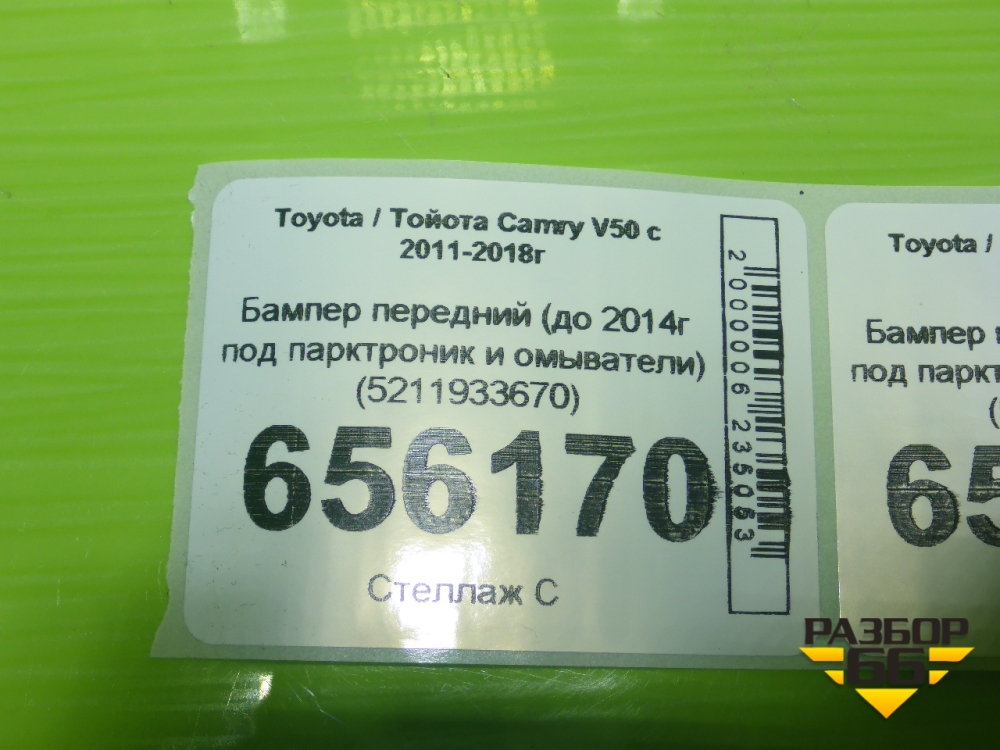 Toyota / Тойота Camry V50 с
2011-2018г
Бампер передний (до 2014г
под парктроник и омыватели)
(5211933670)
656170
Стеллаж С
2000006235053
Toyota /
Бампер
под паркт
(
65
РАЗБОР
66